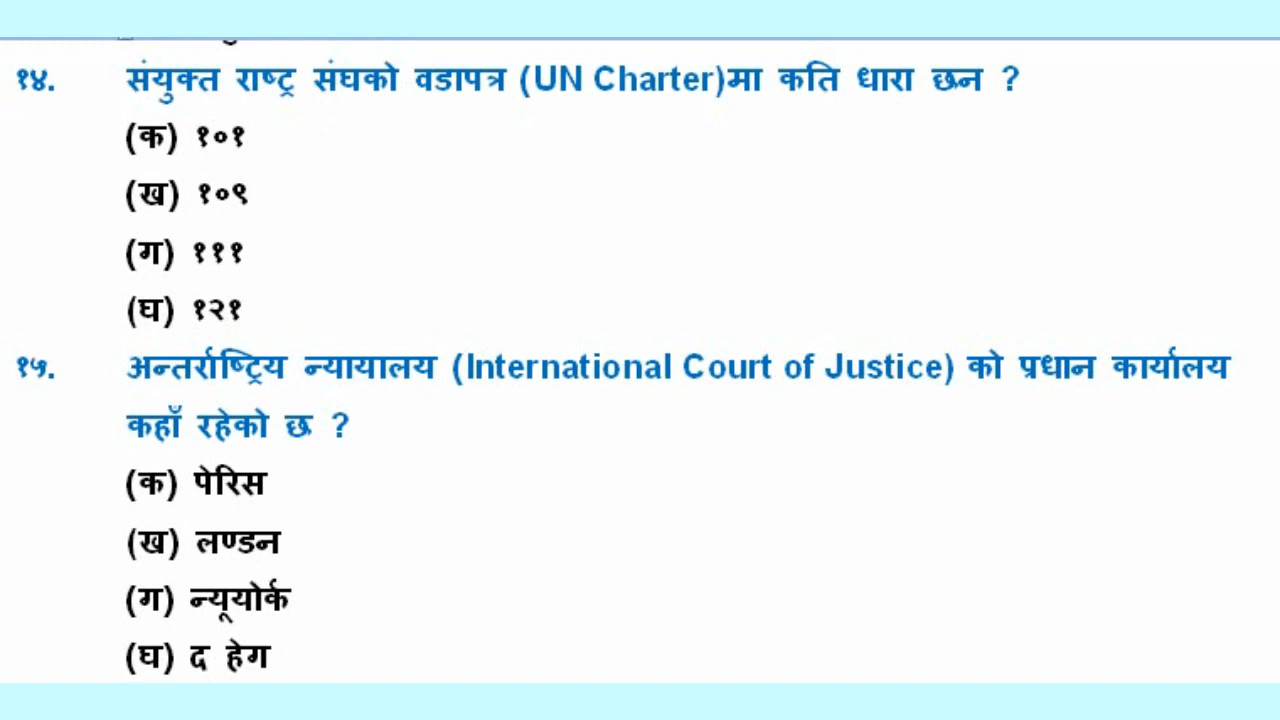 १४. संयुक्त राष्ट्र संघको वडापत्र (UN Charter)मा कति धारा छन ?
(क) १०१
(ख) १०९
(ग) १११
(घ) १२१
१५. अन्तर्राष्ट्रिय न्यायालय (International Court of Justice) को प्रधान कार्यालय
कहाँ रहेको छ ?
(क) पेरिस
(ख) लण्डन
(ग) न्यूयोर्क
(घ) द हेग